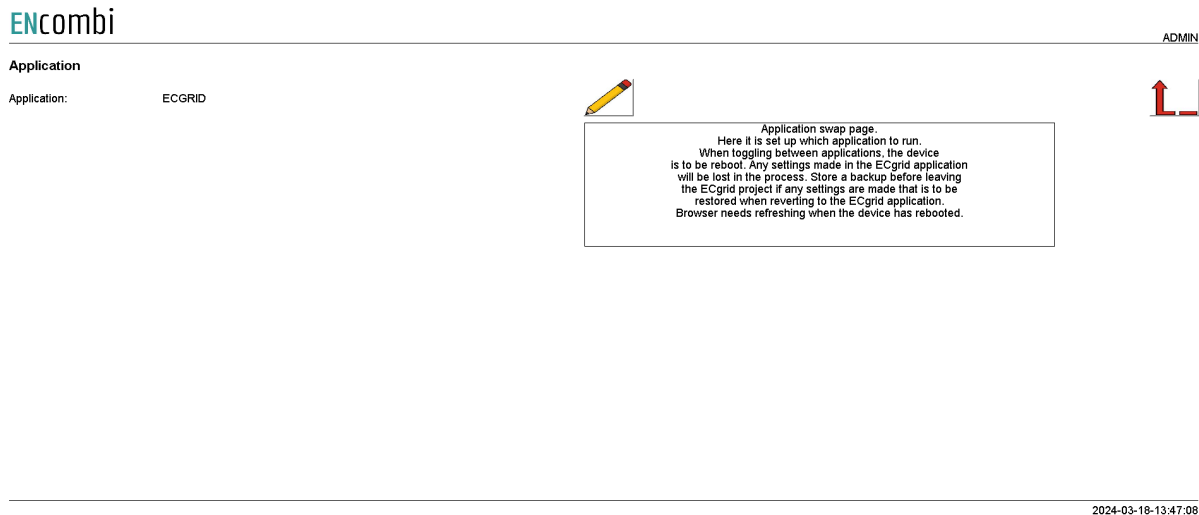 ENcombi
ADMIN
Application
Application: ECGRID
Application swap page.
Here it is set up which application to run.
When toggling between applications, the device
is to be reboot. Any settings made in the ECgrid application
will be lost in the process. Store a backup before leaving
the ECgrid project if any settings are made that is to be
restored when reverting to the ECgrid application.
Browser needs refreshing when the device has rebooted.
2024-03-18-13:47:08